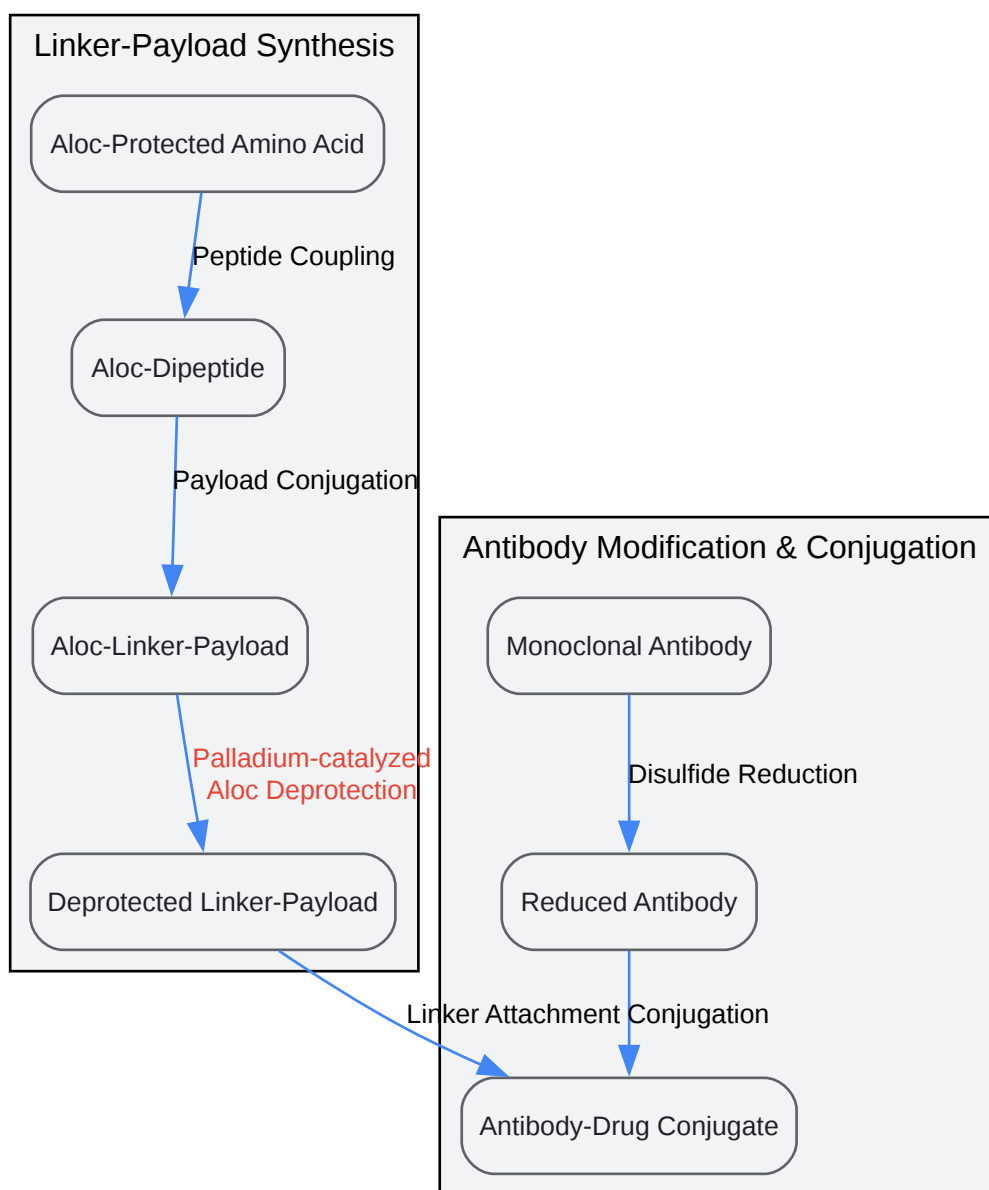 Linker-Payload Synthesis
Aloc-Protected Amino Acid
Peptide Coupling
Aloc-Dipeptide
Payload Conjugation
Aloc-Linker-Payload
Palladium-catalyzed
Aloc Deprotection
Deprotected Linker-Payload
Antibody Modification & Conjugation
Monoclonal Antibody
Disulfide Reduction
Reduced Antibody
Linker Attachment
Conjugation
Antibody-Drug Conjugate